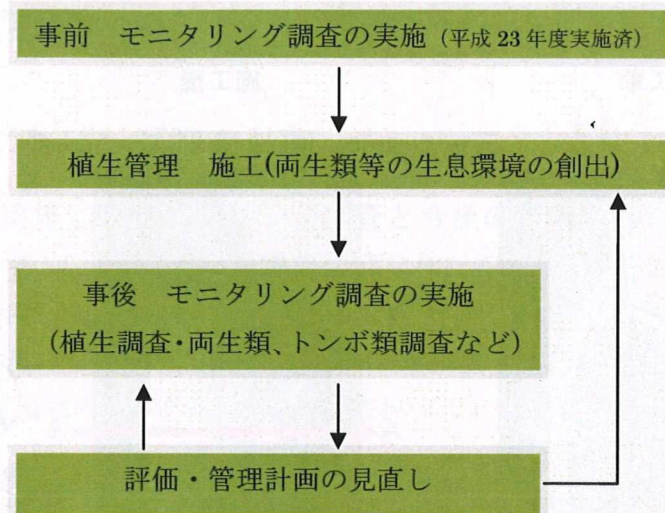 事前　モニタリング調査の実施（平成 23 年度実施済）
植生管理　施工(両生類等の生息環境の創出)
事後　モニタリング調査の実施
（植生調査・両生類、トンボ類調査など）
評価・管理計画の見直し